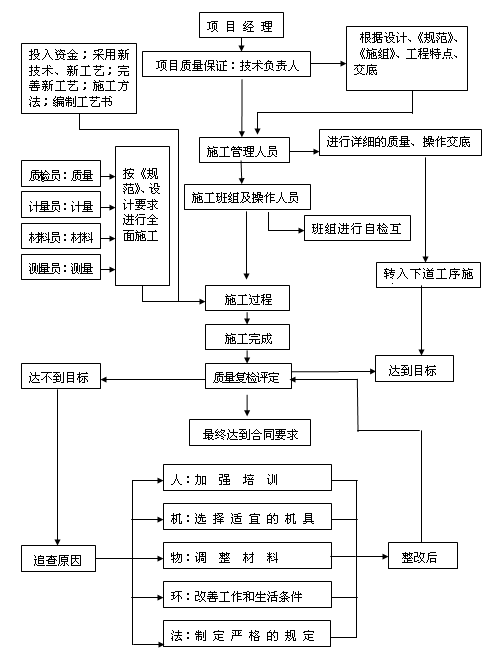 项 目 经 理
根据设计、《规范》、
《施组》、工程特点、
交底
投入资金；采用新
技术、新工艺；完
善新工艺；施工方
法；编制工艺书
项目质量保证：技术负责人
施工管理人员
进行详细的质量、操作交底
按《规
范》、设
计要求
进行全
面施工
质检员：质量
计量员：计量
材料员：材料
测量员：测量
施工班组及操作人员
班组进行自检互
转入下道工序施
施工过程
施工完成
达不到目标
质量复检评定
达到目标
最终达到合同要求
人：加 强 培 训
机：选 择 适 宜 的 机 具
追查原因
物：调 整 材 料
整改后
环：改善工作和生活条件
法：制 定 严 格 的 规 定